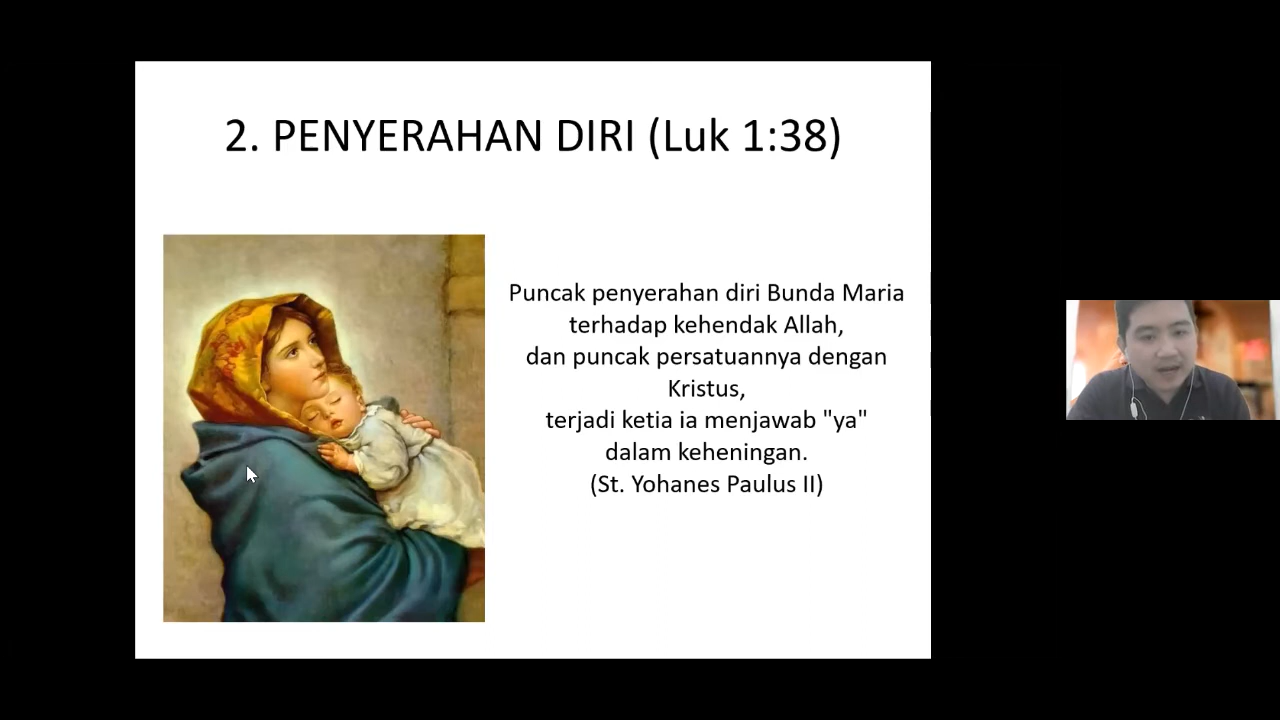 2. PENYERAHAN DIRI (Luk 1:38)
Puncak penyerahan diri Bunda Maria
terhadap kehendak Allah,
dan puncak persatuannya dengan
Kristus,
terjadi ketia ia menjawab "ya"
dalam keheningan.
(St. Yohanes Paulus II)